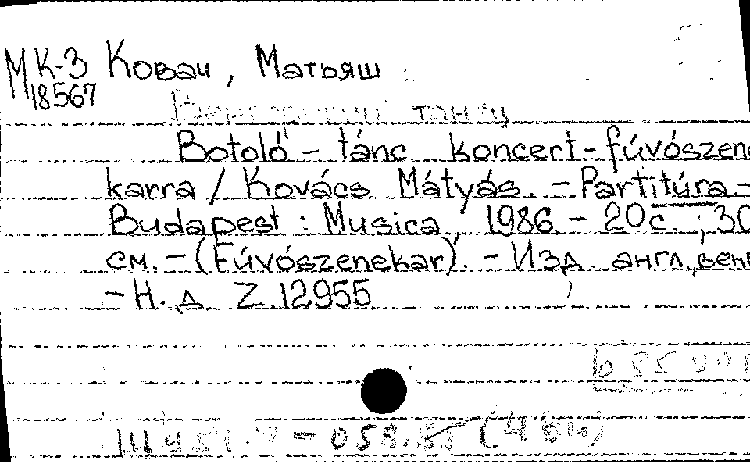 МК-3 Ковач, Матьяш
18567
танец
Botoló - tánc koncert-fúvószene
karra / Kovács Mátyás. - Partitúra -
Budapest : Musica, 1986 - 20 с. ; 30
см. - (Fúvószenekar) - Изд. англ., вен
- Н. д. Z. 12955